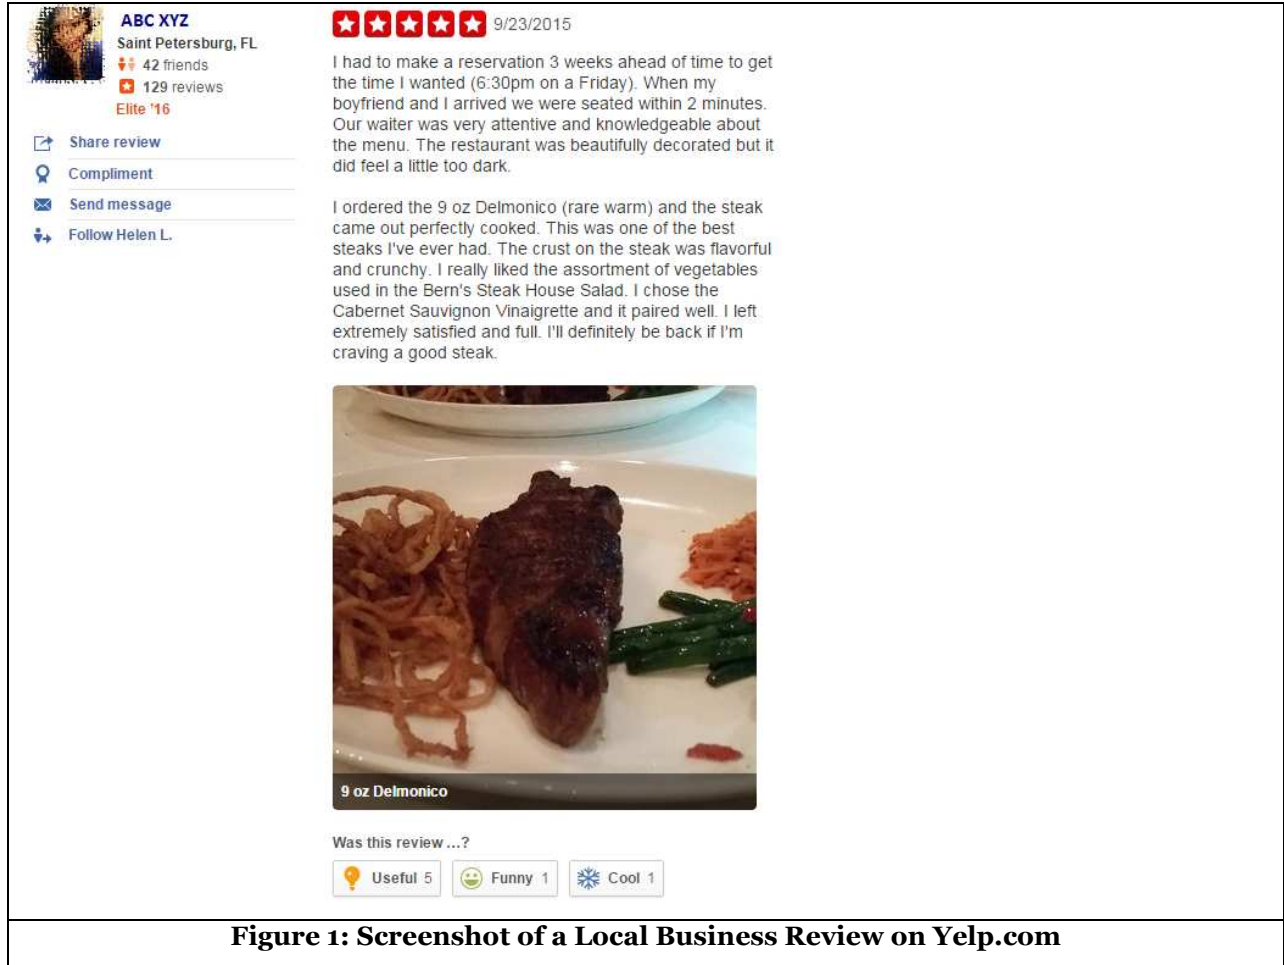 ABC XYZ
Saint Petersburg, FL
42 friends
129 reviews
Elite '16
Share review
Compliment
Send message
Follow Helen L.
9/23/2015
I had to make a reservation 3 weeks ahead of time to get
the time I wanted (6:30pm on a Friday). When my
boyfriend and I arrived we were seated within 2 minutes.
Our waiter was very attentive and knowledgeable about
the menu. The restaurant was beautifully decorated but it
did feel a little too dark.
I ordered the 9 oz Delmonico (rare warm) and the steak
came out perfectly cooked. This was one of the best
steaks I've ever had. The crust on the steak was flavorful
and crunchy. I really liked the assortment of vegetables
used in the Bern's Steak House Salad. I chose the
Cabernet Sauvignon Vinaigrette and it paired well. I left
extremely satisfied and full. I'll definitely be back if I'm
craving a good steak.
9 oz Delmonico
Was this review ...?
Useful 5 Funny 1 Cool 1
Figure 1: Screenshot of a Local Business Review on Yelp.com